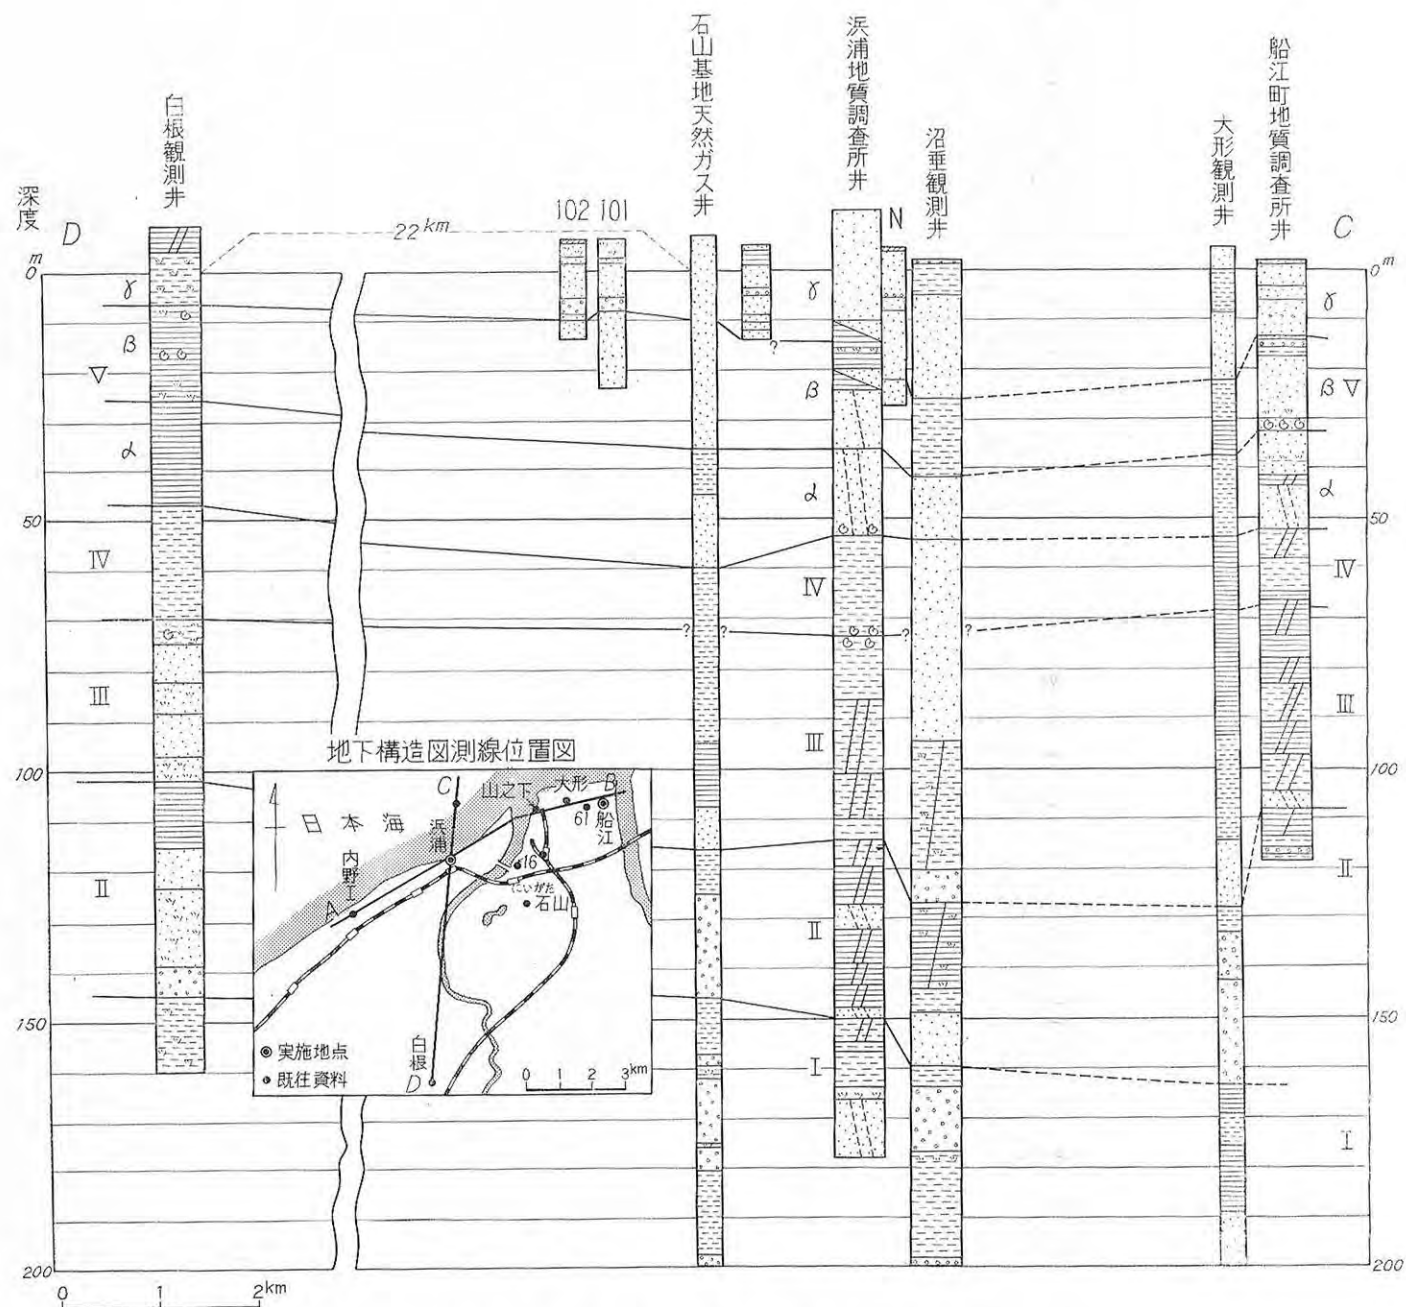 白根観測井
石山基地天然ガス井
浜浦地質調査所井
沼垂観測井
大形観測井
船江町地質調査所井
深度
D
22km
102
101
N
C
m
0
0m
γ
β
V
α
50
IV
III
100
II
150
200
γ
β
α
IV
III
II
I
γ
β V
α
50
IV
III
100
II
150
I
200
?
?
?
?
?
地下構造図測線位置図
日本海
C
山之下
大形
B
61
船江
浜浦
内野I
A
16
にいがた
石山
白根
D
◎ 実施地点
既往資料
0 1 2 3km
0 1 2km